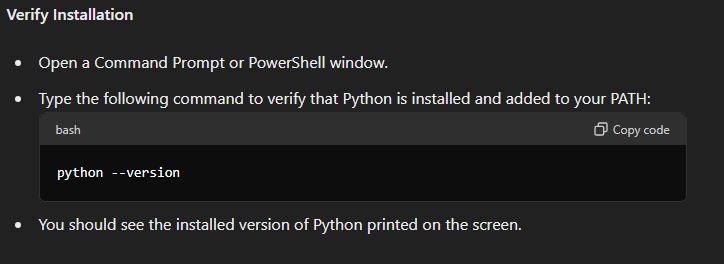 Verify Installation
• Open a Command Prompt or PowerShell window.
• Type the following command to verify that Python is installed and added to your PATH:
bash Copy code
python --version
• You should see the installed version of Python printed on the screen.